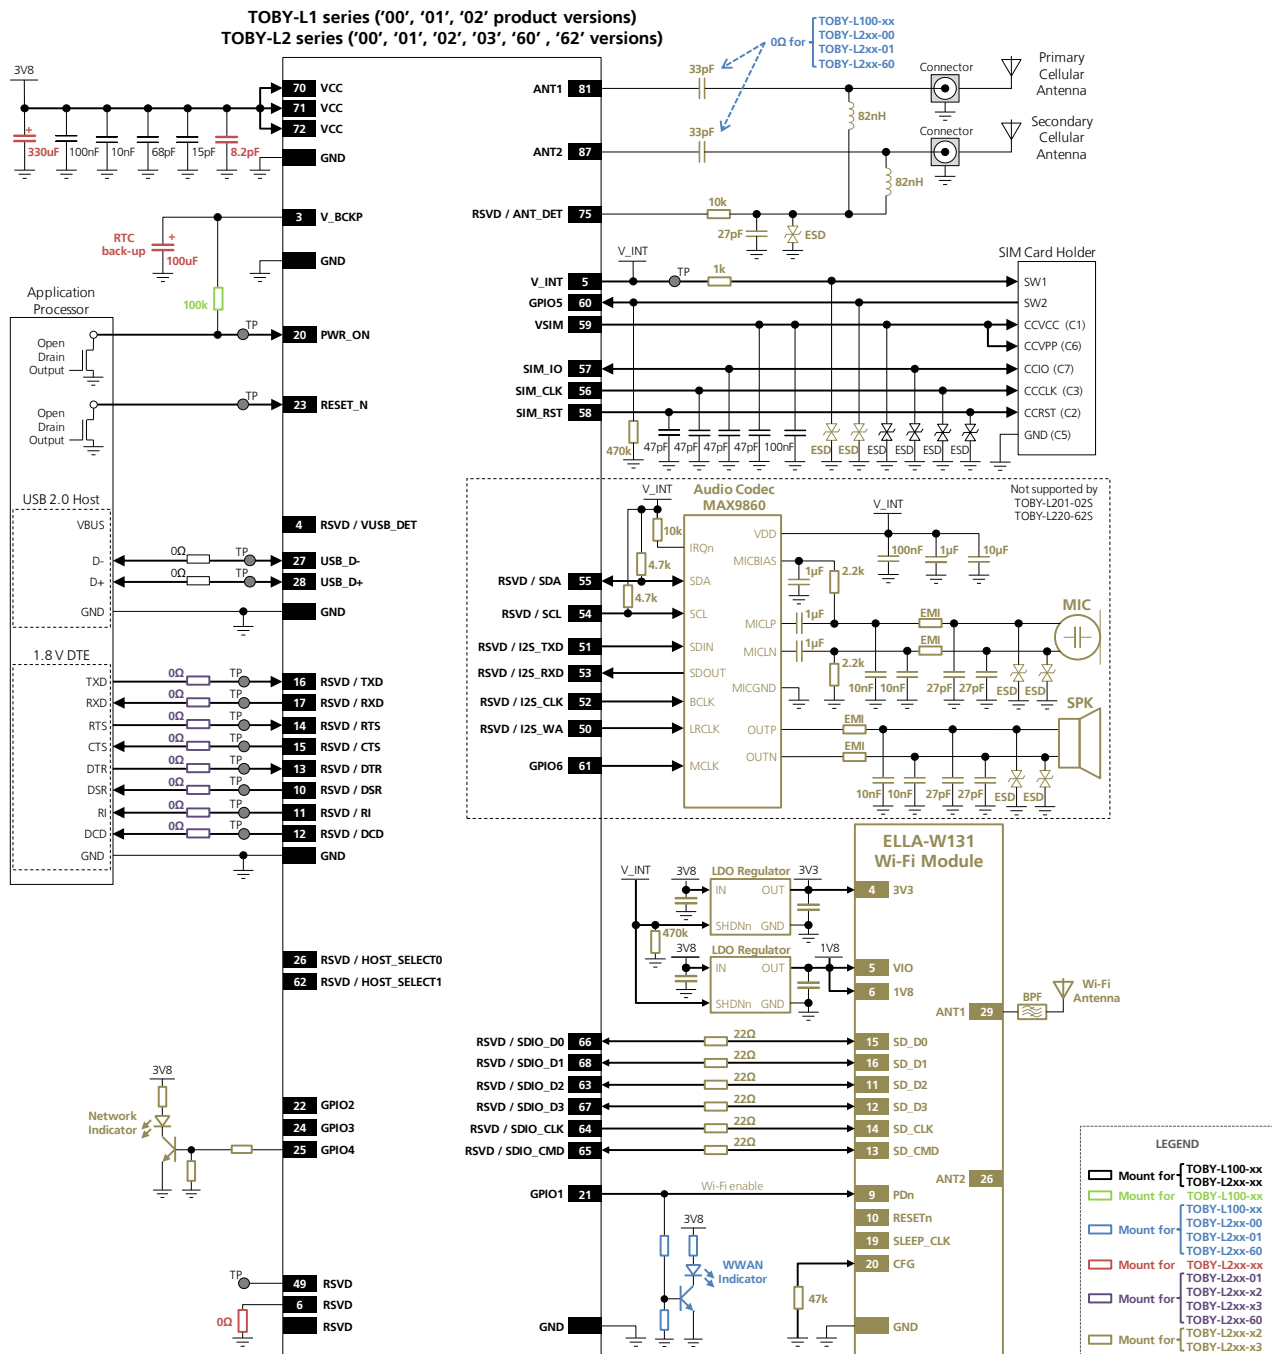 TOBY-L1 series ('00', '01', '02' product versions)
TOBY-L2 series ('00', '01', '02', '03', '60' , '62' versions)
3V8
330uF
100nF
10nF
68pF
15pF
8.2pF
70 VCC
71 VCC
72 VCC
GND
3 V_BCKP
RTC
back-up
100uF
GND
100k
Application
Processor
Open
Drain
Output
TP
20 PWR_ON
Open
Drain
Output
TP
23 RESET_N
USB 2.0 Host
VBUS
4 RSVD / VUSB_DET
D- 0Ω TP 27 USB_D-
D+ 0Ω TP 28 USB_D+
GND GND
1.8 V DTE
TXD 0Ω TP 16 RSVD / TXD
RXD 0Ω TP 17 RSVD / RXD
RTS 0Ω TP 14 RSVD / RTS
CTS 0Ω TP 15 RSVD / CTS
DTR 0Ω TP 13 RSVD / DTR
DSR 0Ω TP 10 RSVD / DSR
RI 0Ω TP 11 RSVD / RI
DCD 0Ω TP 12 RSVD / DCD
GND GND
26 RSVD / HOST_SELECT0
62 RSVD / HOST_SELECT1
3V8
Network
Indicator
22 GPIO2
24 GPIO3
25 GPIO4
TP 49 RSVD
6 RSVD
0Ω
RSVD
0Ω for
TOBY-L100-xx
TOBY-L2xx-00
TOBY-L2xx-01
TOBY-L2xx-60
ANT1 81
33pF
Connector
Primary
Cellular
Antenna
82nH
ANT2 87
33pF
Connector
Secondary
Cellular
Antenna
82nH
RSVD / ANT_DET 75
10k
27pF
ESD
V_INT
TP
1k
SIM Card Holder
V_INT 5 SW1
GPIO5 60 SW2
VSIM 59 CCVCC (C1)
CCVPP (C6)
SIM_IO 57 CCIO (C7)
SIM_CLK 56 CCCLK (C3)
SIM_RST 58 CCRST (C2)
GND (C5)
470k
47pF
47pF
47pF
47pF
100nF
ESD
ESD
ESD
ESD
ESD
ESD
Audio Codec
MAX9860
Not supported by
TOBY-L201-02S
TOBY-L220-62S
V_INT
V_INT
10k
4.7k
4.7k
IRQn
VDD
100nF
1µF
10µF
MICBIAS
1µF
2.2k
RSVD / SDA 55 SDA
RSVD / SCL 54 SCL
RSVD / I2S_TXD 51 SDIN
RSVD / I2S_RXD 53 SDOUT
RSVD / I2S_CLK 52 BCLK
RSVD / I2S_WA 50 LRCLK
GPIO6 61 MCLK
MICLP
1µF
EMI
MIC
MICLN
1µF
EMI
2.2k
10nF
10nF
27pF
27pF
ESD
ESD
MICGND
SPK
OUTP
EMI
OUTN
EMI
10nF
10nF
27pF
27pF
ESD
ESD
ELLA-W131
Wi-Fi Module
V_INT
3V8
LDO Regulator
3V3
IN OUT
SHDNn GND
4 3V3
470k
3V8
LDO Regulator
1V8
IN OUT
SHDNn GND
5 VIO
6 1V8
ANT1 29
BPF
Wi-Fi
Antenna
RSVD / SDIO_D0 66 22Ω 15 SD_D0
RSVD / SDIO_D1 68 22Ω 16 SD_D1
RSVD / SDIO_D2 63 22Ω 11 SD_D2
RSVD / SDIO_D3 67 22Ω 12 SD_D3
RSVD / SDIO_CLK 64 22Ω 14 SD_CLK
RSVD / SDIO_CMD 65 22Ω 13 SD_CMD
ANT2 26
GPIO1 21 Wi-Fi enable 9 PDn
10 RESETn
19 SLEEP_CLK
20 CFG
3V8
WWAN
Indicator
47k
GND
GND
LEGEND
Mount for TOBY-L100-xx
TOBY-L2xx-xx
Mount for TOBY-L100-xx
Mount for TOBY-L100-xx
TOBY-L2xx-00
TOBY-L2xx-01
TOBY-L2xx-60
Mount for TOBY-L2xx-xx
Mount for TOBY-L2xx-01
TOBY-L2xx-x2
TOBY-L2xx-x3
TOBY-L2xx-60
Mount for TOBY-L2xx-x2
TOBY-L2xx-x3